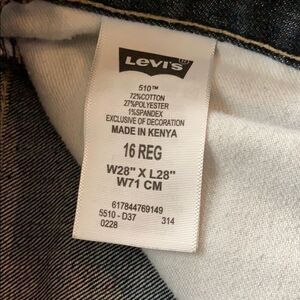 LEVI'S
510™
72%COTTON
27%POLYESTER
1%SPANDEX
EXCLUSIVE OF DECORATION
MADE IN KENYA
16 REG
W28" X L28"
W71 CM
617844769149
5510 - D37 314
0228